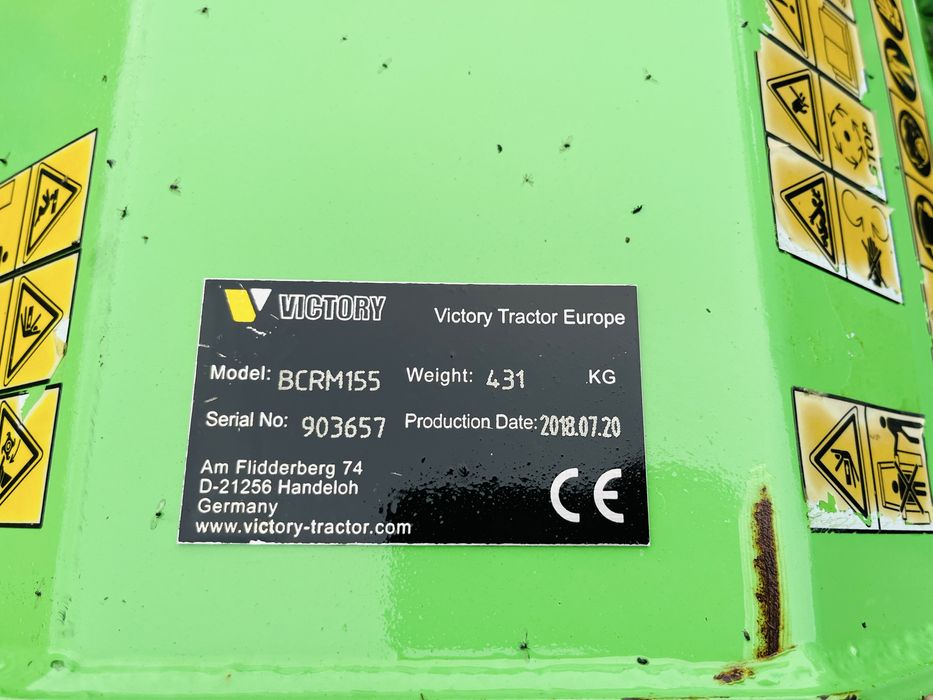 VICTORY
Victory Tractor Europe
Model: BCRM155 Weight: 431 KG
Serial No: 903657 Production Date: 2018.07.20
Am Flidderberg 74
D-21256 Handeloh
Germany
www.victory-tractor.com
CE
STOP